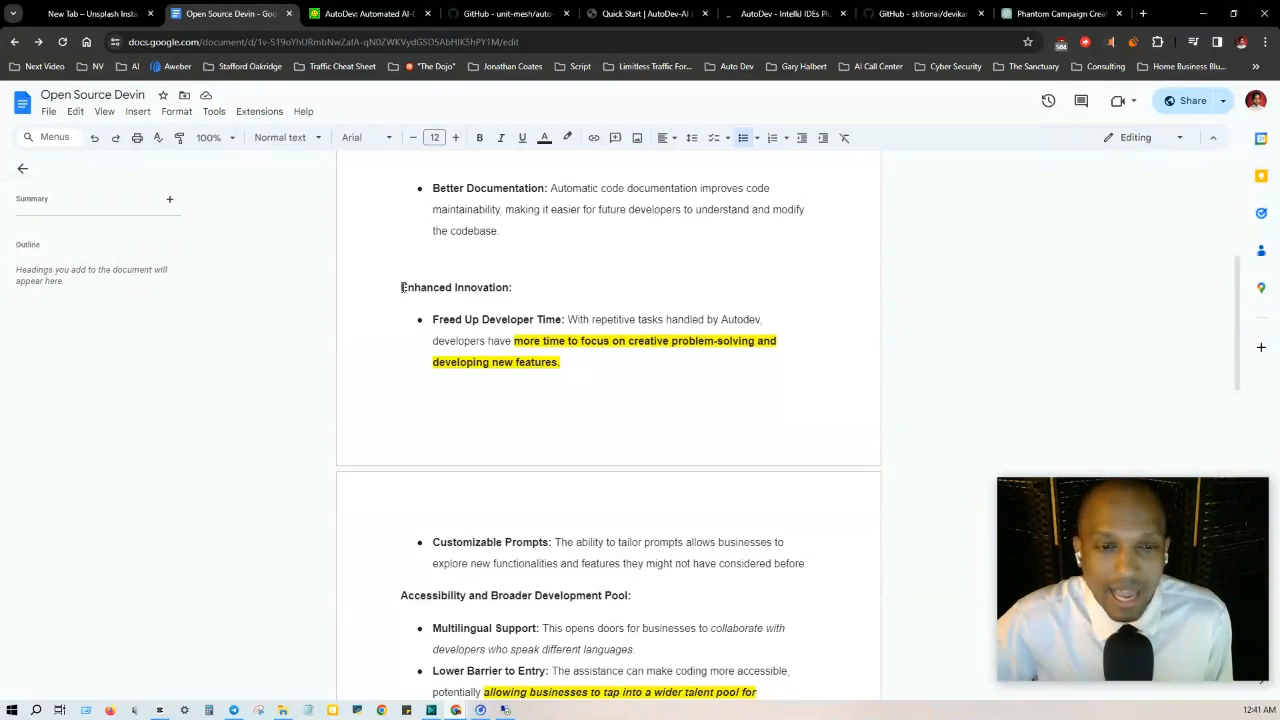 New Tab – Unsplash Insta
Open Source Devin - Goo
AutoDev: Automated AI-D
GitHub - unit-mesh/auto-
Quick Start | AutoDev-AI F
AutoDev - IntelliJ IDEs Plu
GitHub - stitionai/devika:
Phantom Campaign Creat
docs.google.com/document/d/1v-S19oYhURmbNwZafA-qN0ZWKVydGSD5AbHIK5hPY1M/edit
504
Next Video
NV
AI
Aweber
Stafford Oakridge
Traffic Cheat Sheet
"The Dojo"
Jonathan Coates
Script
Limitless Traffic For...
Auto Dev
Gary Halbert
AI Call Center
Cyber Security
The Sanctuary
Consulting
Home Business Blu...
Open Source Devin
File Edit View Insert Format Tools Extensions Help
Share
Menus
100%
Normal text
Arial
12
Editing
Summary
Outline
Headings you add to the document will
appear here.
Better Documentation: Automatic code documentation improves code
maintainability, making it easier for future developers to understand and modify
the codebase.
Enhanced Innovation:
Freed Up Developer Time: With repetitive tasks handled by Autodev,
developers have more time to focus on creative problem-solving and
developing new features.
Customizable Prompts: The ability to tailor prompts allows businesses to
explore new functionalities and features they might not have considered before.
Accessibility and Broader Development Pool:
Multilingual Support: This opens doors for businesses to collaborate with
developers who speak different languages.
Lower Barrier to Entry: The assistance can make coding more accessible,
potentially allowing businesses to tap into a wider talent pool for
12:41 AM